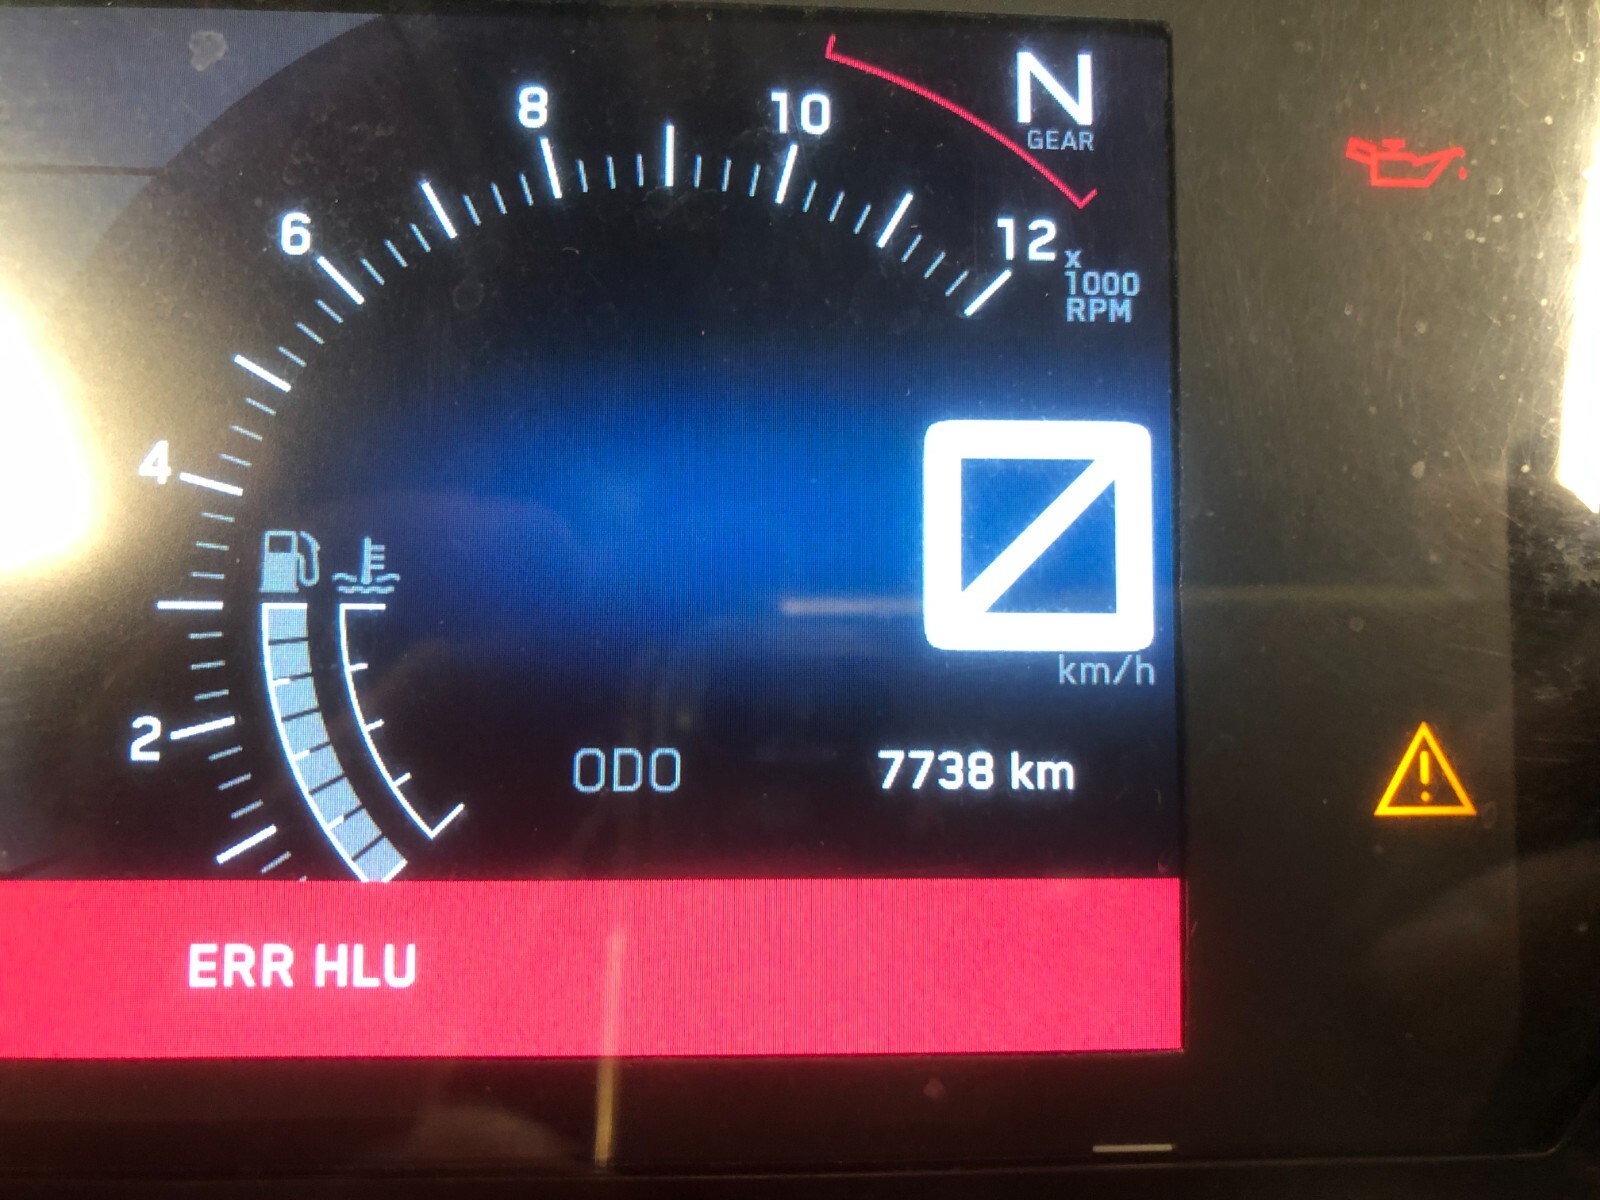 8
10
N
GEAR
6
12
x
1000
RPM
4
km/h
2
ODO 7738 km
ERR HLU